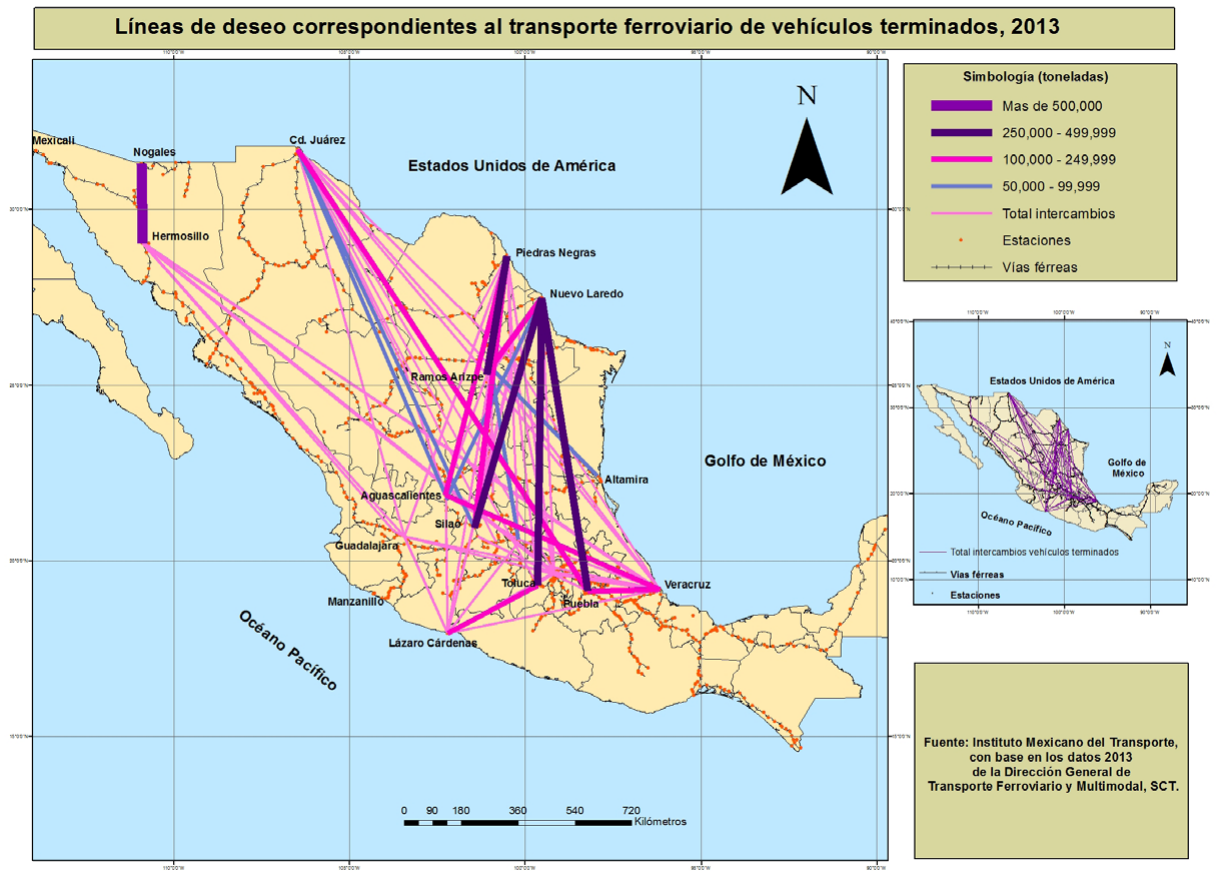 Líneas de deseo correspondientes al transporte ferroviario de vehículos terminados, 2013
Simbología (toneladas)
Mas de 500,000
250,000 - 499,999
100,000 - 249,999
50,000 - 99,999
Total intercambios
Estaciones
Vías férreas
N
Mexicali
Nogales
Cd. Juárez
Estados Unidos de América
Hermosillo
Piedras Negras
Nuevo Laredo
Ramos Arizpe
Golfo de México
Altamira
Aguascalientes
Silao
Guadalajara
Toluca
Veracruz
Puebla
Manzanillo
Lázaro Cárdenas
Océano Pacífico
0 90 180 360 540 720
Kilómetros
N
Estados Unidos de América
Golfo de
México
Océano Pacífico
Total intercambios vehículos terminados
Vías férreas
Estaciones
Fuente: Instituto Mexicano del Transporte,
con base en los datos 2013
de la Dirección General de
Transporte Ferroviario y Multimodal, SCT.